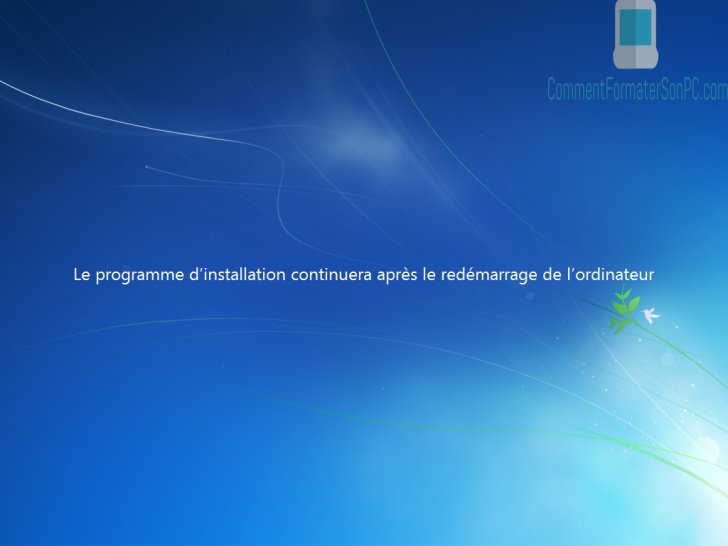 CommentFormaterSonPC.com
Le programme d'installation continuera après le redémarrage de l'ordinateur